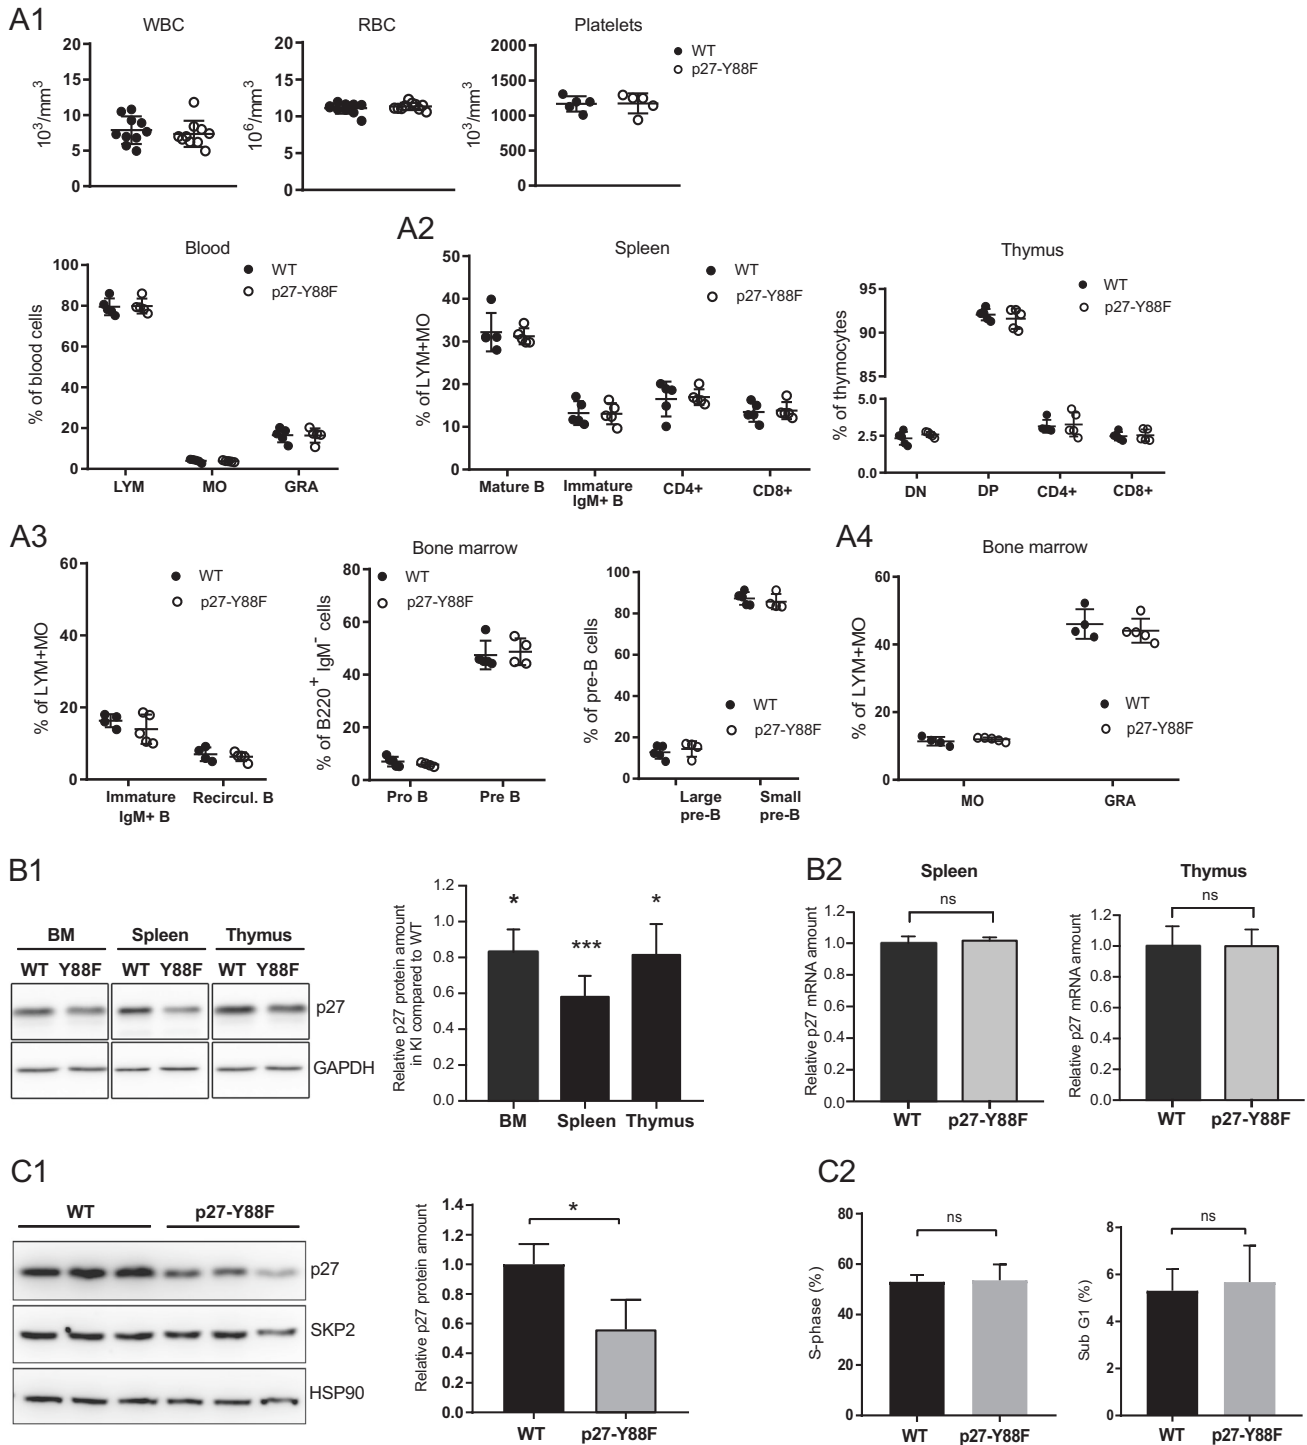 A1
WBC
RBC
Platelets
WT
p27-Y88F
10³/mm³
20
15
10
5
0
10⁶/mm³
20
15
10
5
0
10³/mm³
2000
1500
1000
500
0
Blood
WT
p27-Y88F
% of blood cells
100
80
60
40
20
0
LYM MO GRA
A2
Spleen
WT
p27-Y88F
% of LYM+MO
50
40
30
20
10
0
Mature B Immature CD4+ CD8+
IgM+ B
Thymus
WT
p27-Y88F
% of thymocytes
95
90
85
5.0
2.5
0.0
DN DP CD4+ CD8+
A3
WT
p27-Y88F
% of LYM+MO
60
40
20
0
Immature Recircul. B
IgM+ B
Bone marrow
WT
p27-Y88F
% of B220⁺ IgM⁻ cells
80
60
40
20
0
Pro B Pre B
% of pre-B cells
100
80
60
40
20
0
WT
p27-Y88F
Large Small
pre-B pre-B
A4
Bone marrow
% of LYM+MO
60
40
20
0
WT
p27-Y88F
MO GRA
B1
BM Spleen Thymus
WT Y88F WT Y88F WT Y88F
p27
GAPDH
Relative p27 protein amount
in KI compared to WT
1.2
1.0
0.8
0.6
0.4
0.2
0.0
* *** *
BM Spleen Thymus
B2
Spleen
ns
Relative p27 mRNA amount
1.2
1.0
0.8
0.6
0.4
0.2
0.0
WT p27-Y88F
Thymus
ns
Relative p27 mRNA amount
1.2
1.0
0.8
0.6
0.4
0.2
0.0
WT p27-Y88F
C1
WT p27-Y88F
p27
SKP2
HSP90
Relative p27 protein amount
1.4
1.2
1.0
0.8
0.6
0.4
0.2
0.0
*
WT p27-Y88F
C2
S-phase (%)
80
60
40
20
0
ns
WT p27-Y88F
Sub G1 (%)
8
6
4
2
0
ns
WT p27-Y88F